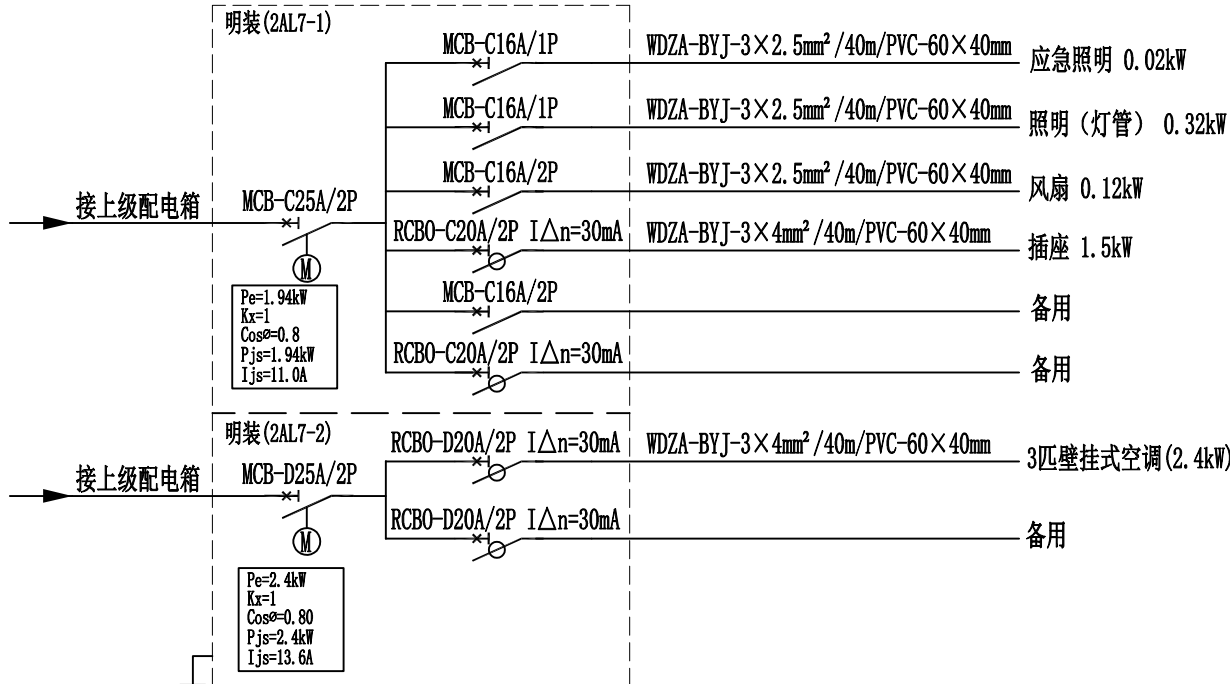 明装(2AL7-1)
MCB-C16A/1P WDZA-BYJ-3×2.5mm²/40m/PVC-60×40mm 应急照明 0.02kW
MCB-C16A/1P WDZA-BYJ-3×2.5mm²/40m/PVC-60×40mm 照明（灯管） 0.32kW
MCB-C16A/2P WDZA-BYJ-3×2.5mm²/40m/PVC-60×40mm 风扇 0.12kW
接上级配电箱 MCB-C25A/2P
RCBO-C20A/2P I△n=30mA WDZA-BYJ-3×4mm²/40m/PVC-60×40mm 插座 1.5kW
M
MCB-C16A/2P 备用
RCBO-C20A/2P I△n=30mA 备用
Pe=1.94kW
Kx=1
Cosø=0.8
Pjs=1.94kW
Ijs=11.0A
明装(2AL7-2)
RCBO-D20A/2P I△n=30mA WDZA-BYJ-3×4mm²/40m/PVC-60×40mm 3匹壁挂式空调(2.4kW)
接上级配电箱 MCB-D25A/2P
RCBO-D20A/2P I△n=30mA 备用
M
Pe=2.4kW
Kx=1
Cosø=0.80
Pjs=2.4kW
Ijs=13.6A